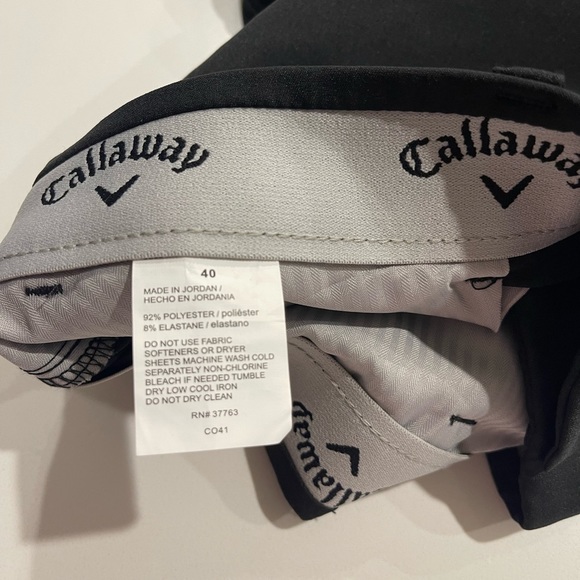 Callaway
Callaway
40
MADE IN JORDAN /
HECHO EN JORDANIA
92% POLYESTER / poliéster
8% ELASTANE / elastano
DO NOT USE FABRIC
SOFTENERS OR DRYER
SHEETS MACHINE WASH COLD
SEPARATELY NON-CHLORINE
BLEACH IF NEEDED TUMBLE
DRY LOW COOL IRON
DO NOT DRY CLEAN
RN# 37763
CO41
Callaway